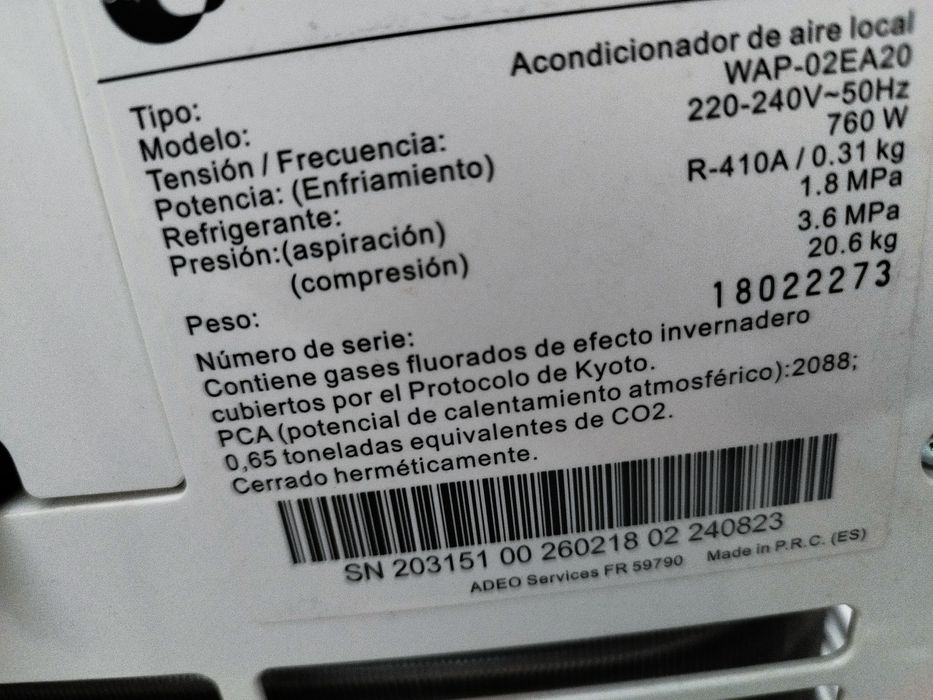 Tipo: Acondicionador de aire local
Modelo: WAP-02EA20
Tensión / Frecuencia: 220-240V~50Hz
Potencia: (Enfriamiento) 760 W
Refrigerante: R-410A / 0.31 kg
Presión:(aspiración) 1.8 MPa
(compresión) 3.6 MPa
Peso: 20.6 kg
Número de serie: 18022273
Contiene gases fluorados de efecto invernadero
cubiertos por el Protocolo de Kyoto.
PCA (potencial de calentamiento atmosférico):2088;
0,65 toneladas equivalentes de CO2.
Cerrado herméticamente.
SN 203151 00 260218 02 240823
ADEO Services FR 59790 Made in P.R.C. (ES)